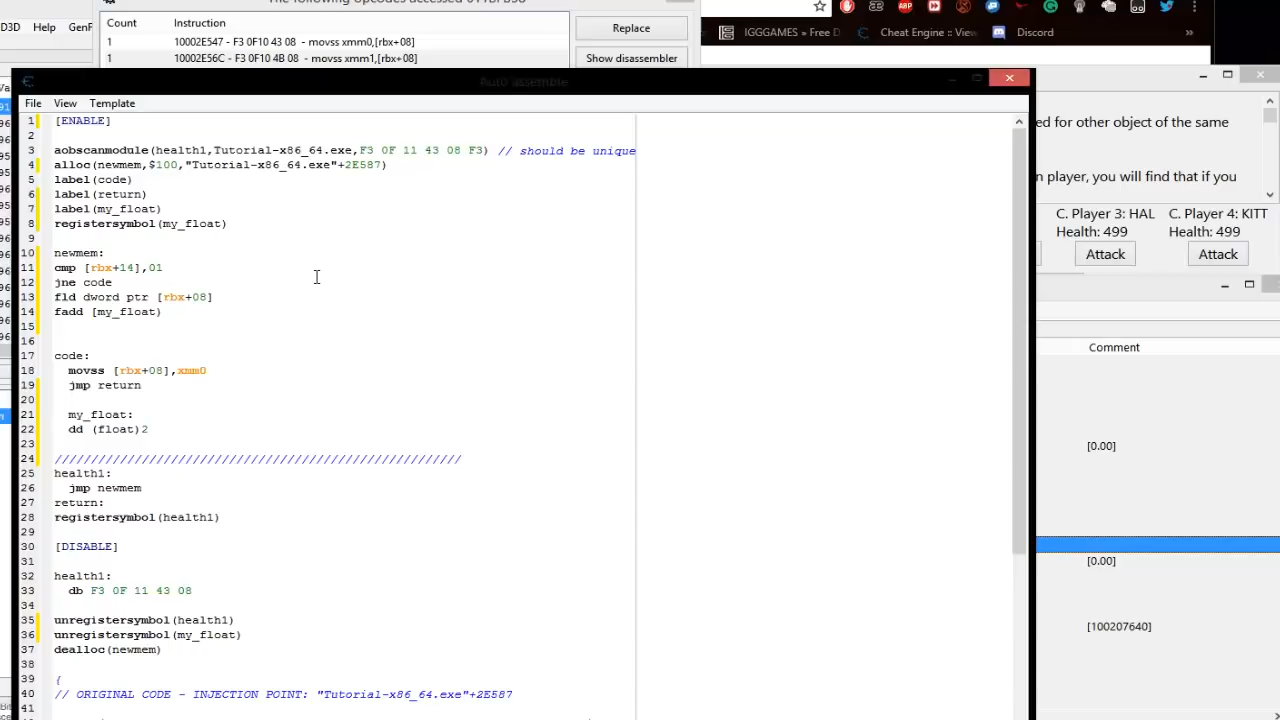 D3D Help
The following opcodes accessed
Count Instruction
1 10002E547 - F3 0F10 43 08 - movss xmm0,[rbx+08]
1 10002E56C - F3 0F10 4B 08 - movss xmm1,[rbx+08]
Replace
Show disassembler
IGGGAMES = Free D
Cheat Engine :: View
Discord
»
Auto assemble
File View Template
1 [ENABLE]
2
3 aobscanmodule(health1,Tutorial-x86_64.exe,F3 0F 11 43 08 F3) // should be unique
4 alloc(newmem,$100,"Tutorial-x86_64.exe"+2E587)
5 label(code)
6 label(return)
7 label(my_float)
8 registersymbol(my_float)
9
10 newmem:
11 cmp [rbx+14],01
12 jne code
13 fld dword ptr [rbx+08]
14 fadd [my_float)
15
16
17 code:
18 movss [rbx+08],xmm0
19 jmp return
20
21 my_float:
22 dd (float)2
23
24 ////////////////////////////////////////////////////////
25 health1:
26 jmp newmem
27 return:
28 registersymbol(health1)
29
30 [DISABLE]
31
32 health1:
33 db F3 0F 11 43 08
34
35 unregistersymbol(health1)
36 unregistersymbol(my_float)
37 dealloc(newmem)
38
39 {
40 // ORIGINAL CODE - INJECTION POINT: "Tutorial-x86_64.exe"+2E587
41
ed for other object of the same
n player, you will find that if you
C. Player 3: HAL C. Player 4: KITT
Health: 499 Health: 499
Attack Attack
Comment
[0.00]
[0.00]
[100207640]